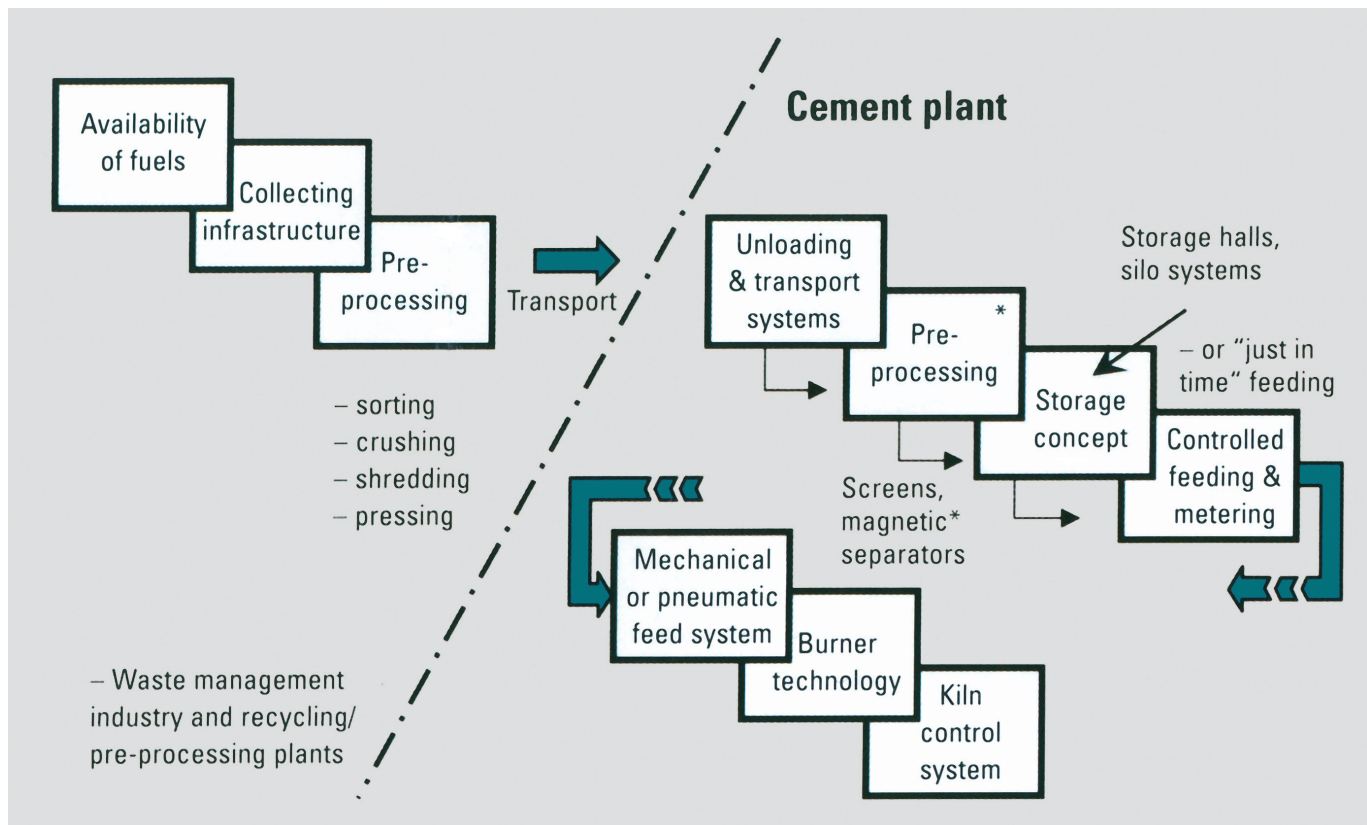 Cement plant
Availability
of fuels
Collecting
infrastructure
Pre-
processing
Transport
– sorting
– crushing
– shredding
– pressing
– Waste management
industry and recycling/
pre-processing plants
Unloading
& transport
systems
Pre-
processing
*
Storage
concept
Storage halls,
silo systems
– or “just in
time“ feeding
Controlled
feeding &
metering
Screens,
magnetic*
separators
Mechanical
or pneumatic
feed system
Burner
technology
Kiln
control
system